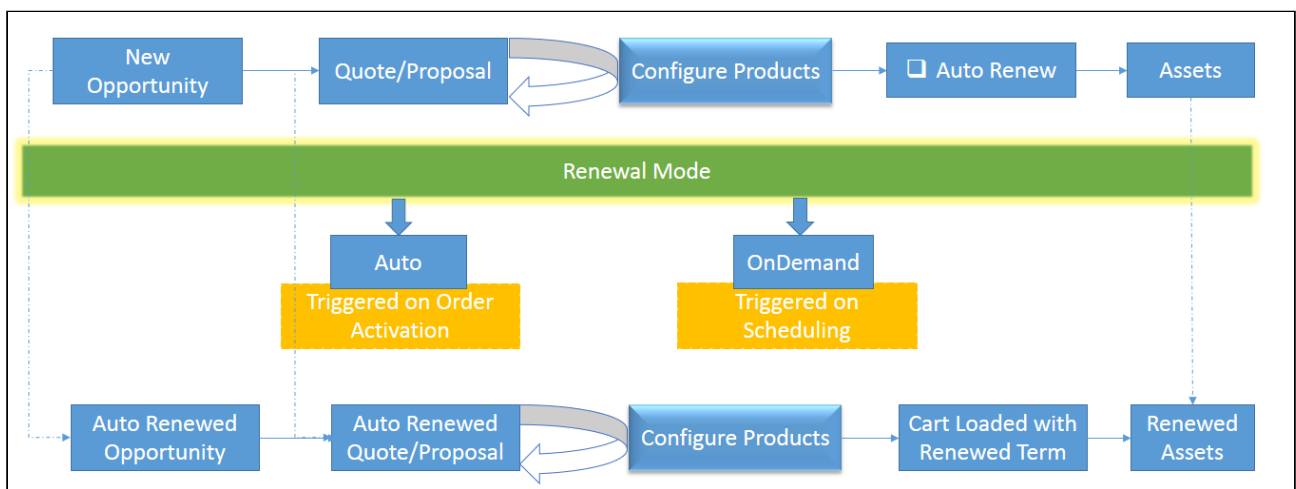 New
Opportunity
Quote/Proposal
Configure Products
❑ Auto Renew
Assets
Renewal Mode
Auto
Triggered on Order
Activation
OnDemand
Triggered on
Scheduling
Auto Renewed
Opportunity
Auto Renewed
Quote/Proposal
Configure Products
Cart Loaded with
Renewed Term
Renewed
Assets